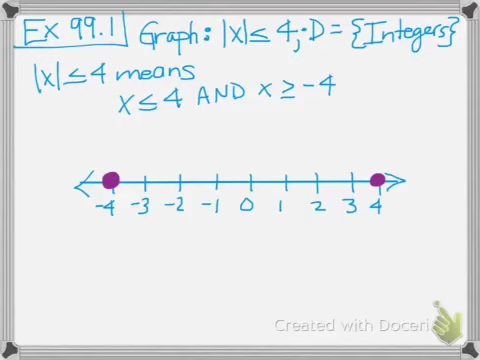 Ex 99.1 Graph: |x| ≤ 4; D = {Integers}
|x| ≤ 4 means
x ≤ 4 AND x ≥ -4
-4 -3 -2 -1 0 1 2 3 4
Created with Doceri